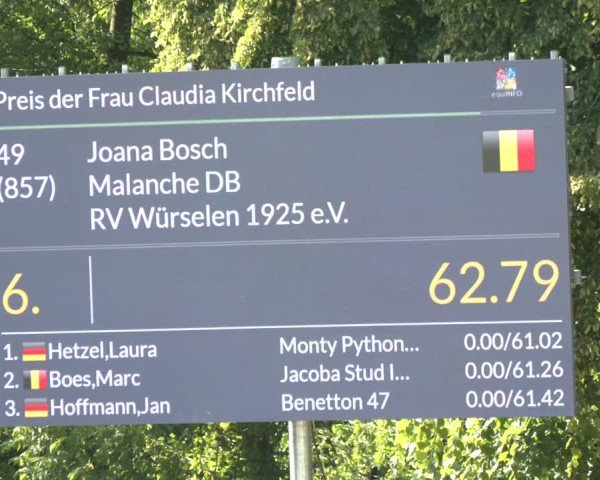 Preis der Frau Claudia Kirchfeld
equiINFO
49 Joana Bosch
(857) Malanche DB
RV Würselen 1925 e.V.
6. 62.79
1. Hetzel,Laura Monty Python... 0.00/61.02
2. Boes,Marc Jacoba Stud I... 0.00/61.26
3. Hoffmann,Jan Benetton 47 0.00/61.42